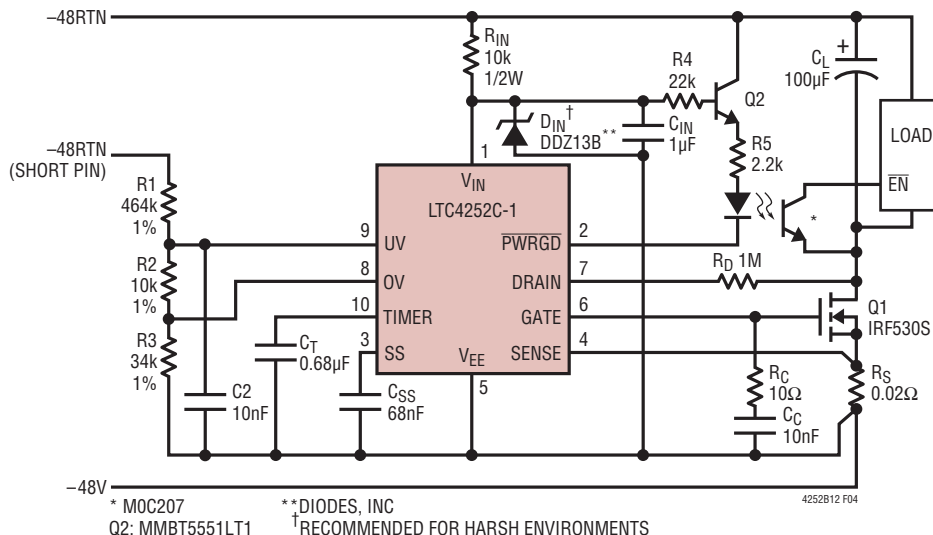 −48RTN
RIN
10k
1/2W
R4
22k
Q2
+
CL
100µF
DIN†
DDZ13B**
CIN
1µF
R5
2.2k
LOAD
EN
−48RTN
(SHORT PIN)
R1
464k
1%
R2
10k
1%
R3
34k
1%
1
VIN
LTC4252C-1
9
UV
8
OV
10
TIMER
3
SS
VEE
5
2
PWRGD
7
DRAIN
6
GATE
4
SENSE
*
RD 1M
Q1
IRF530S
CT
0.68µF
C2
10nF
CSS
68nF
RC
10Ω
CC
10nF
RS
0.02Ω
−48V
4252B12 F04
* M0C207
**DIODES, INC
Q2: MMBT5551LT1
†RECOMMENDED FOR HARSH ENVIRONMENTS